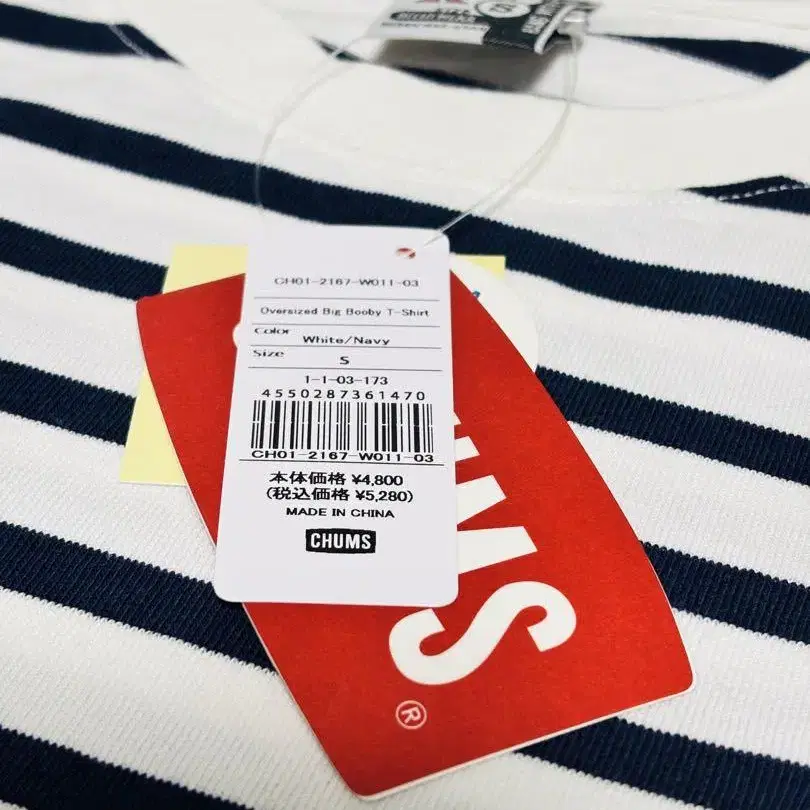 S
CH01-2167-W011-03
Oversized Big Booby T-Shirt
Color
White/Navy
Size
S
1-1-03-173
4550287361470
CH01-2167-W011-03
本体価格 ¥4,800
(税込価格 ¥5,280)
MADE IN CHINA
CHUMS
MS
®